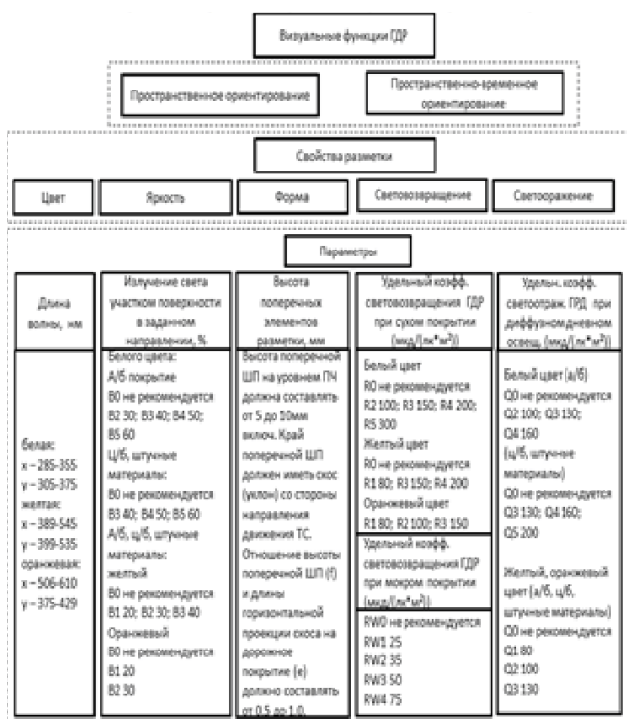 Визуальные функции ГДР
Пространственное ориентирование
Пространственно-временное
ориентирование
Свойства разметки
Цвет
Яркость
Форма
Световозвращение
Светооражение
Параметры
Длина
волны, нм
Излучение света
участком поверхности
в заданном
направлении, %
Высота
поперечных
элементов
разметки, мм
Удельный коэфф.
световозвращения ГДР
при сухом покрытии
(мкд/(лк*м²))
Удельн. коэфф.
светоотраж. ГРД при
диффузном дневном
освещ, (мкд/(лк*м²))
белая:
х – 285-355
у – 305-375
желтая:
х – 389-545
у – 399-535
оранжевая:
х – 506-610
у – 375-429
Белого цвета:
А/б покрытие
В0 не рекомендуется
В2 30; В3 40; В4 50;
В5 60
Ц/б, штучные
материалы:
В0 не рекомендуется
В3 40; В4 50; В5 60
А/б, ц/б, штучные
материалы:
желтый
В0 не рекомендуется
В1 20; В2 30; В3 40
Оранжевый
В0 не рекомендуется
В1 20
В2 30
Высота поперечной
ШП на уровнем ПЧ
должна составлять
от 5 до 10мм
включ. Край
поперечной ШП
должен иметь скос
(уклон) со стороны
направления
движения ТС.
Отношение высоты
поперечной ШП (f)
и длины
горизонтальной
проекции скоса на
дорожное
покрытие (е)
должно составлять
от 0.5 до 1.0.
Белый цвет
R0 не рекомендуется
R2 100; R3 150; R4 200;
R5 300
Желтый цвет
R0 не рекомендуется
R1 80; R3 150; R4 200
Оранжевый цвет
R1 80; R2 100; R3 150
Удельный коэфф.
световозвращения ГДР
при мокром покрытии
(мкд/(лк*м²))
RW0 не рекомендуется
RW1 25
RW2 35
RW3 50
RW4 75
Белый цвет (а/б)
Q0 не рекомендуется
Q2 100; Q3 130;
Q4 160
(ц/б, штучные
материалы)
Q0 не рекомендуется
Q3 130; Q4 160;
Q5 200
Желтый, оранжевый
цвет (а/б, ц/б,
штучные материалы)
Q0 не рекомендуется
Q1 80
Q2 100
Q3 130